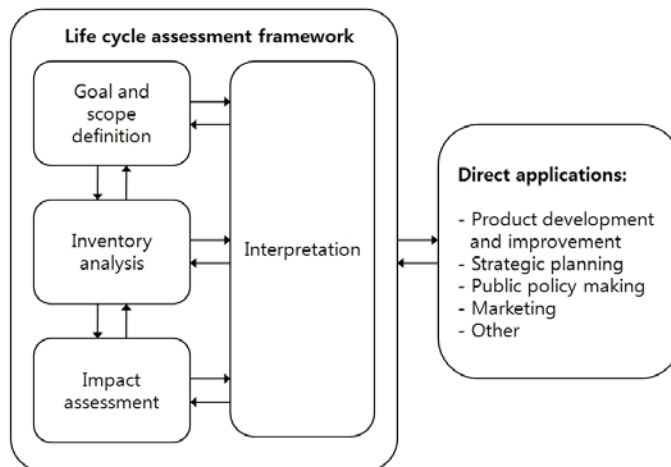 Life cycle assessment framework
Goal and
scope
definition
Inventory
analysis
Impact
assessment
Interpretation
Direct applications:
- Product development
and improvement
- Strategic planning
- Public policy making
- Marketing
- Other